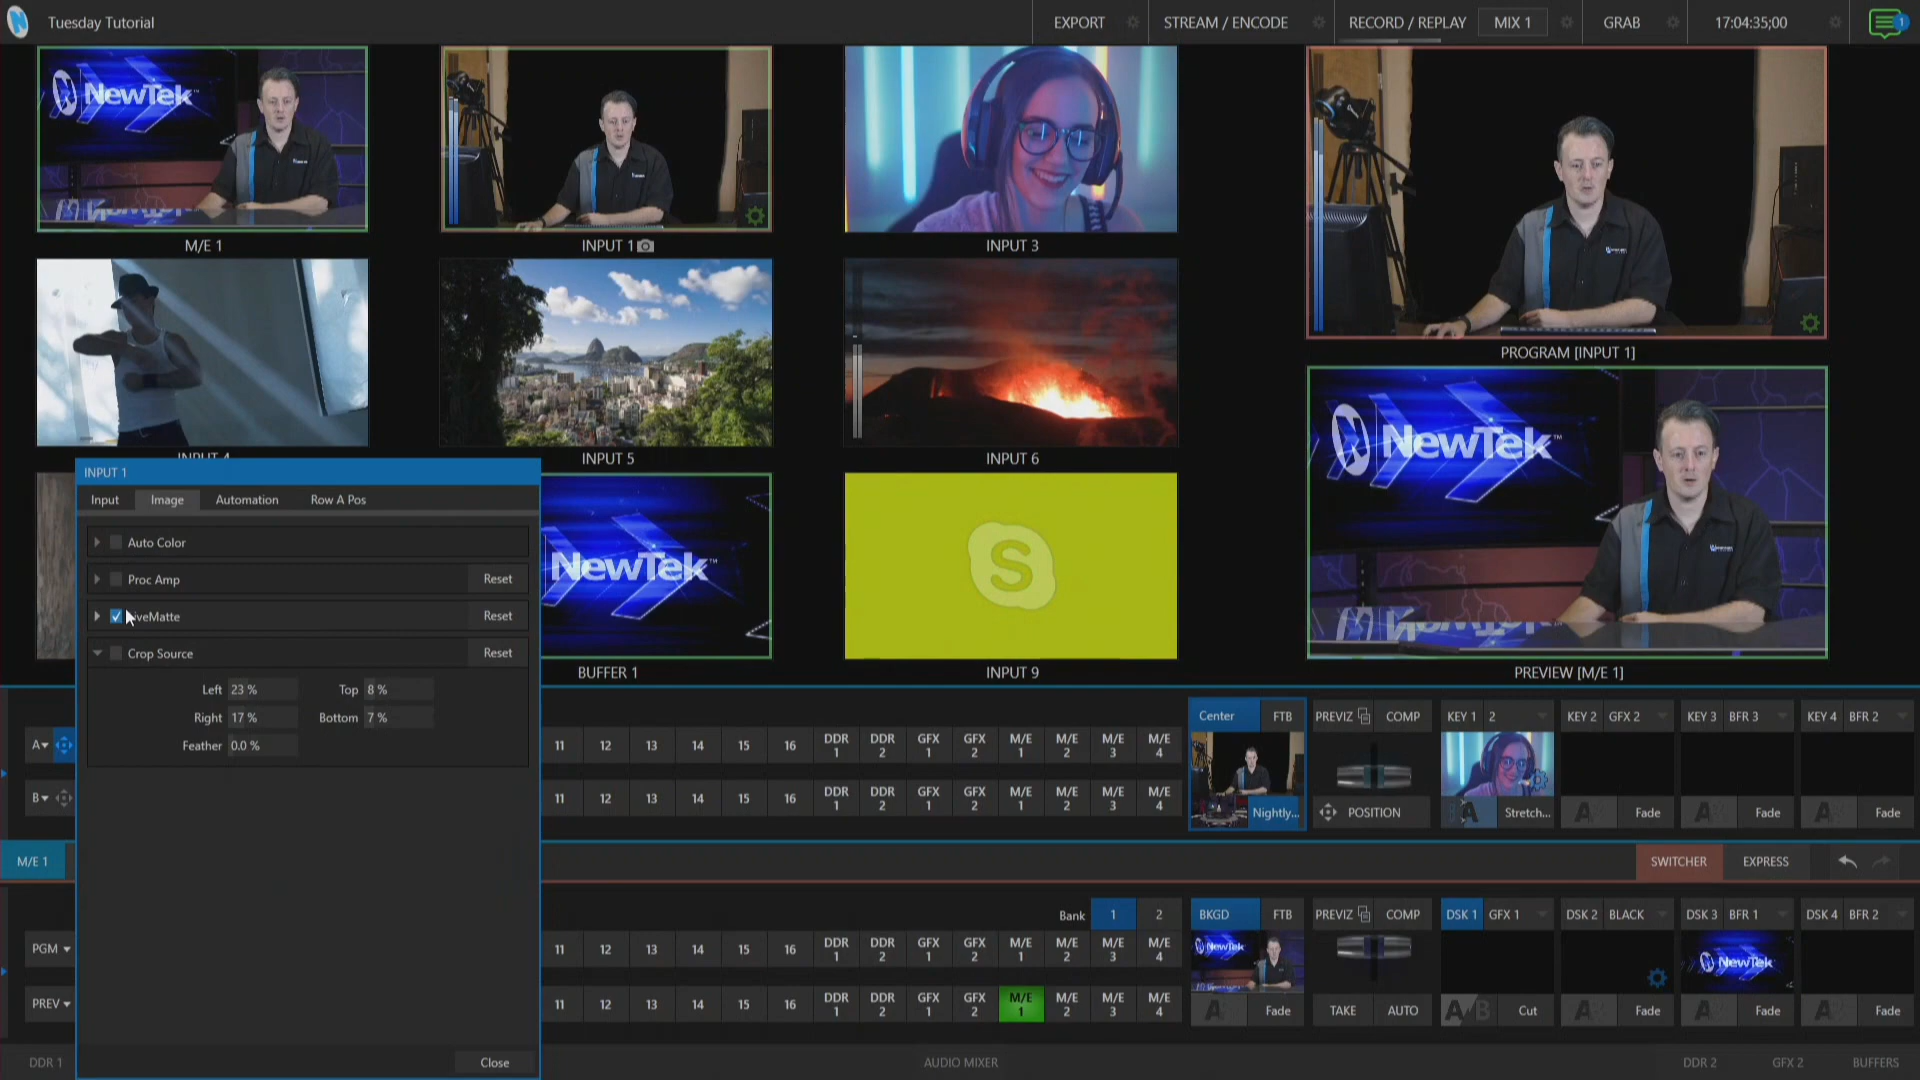 Tuesday Tutorial
EXPORT
STREAM / ENCODE
RECORD / REPLAY
MIX 1
GRAB
17:04:35;00
1
NewTek
M/E 1
INPUT 1
INPUT 3
PROGRAM [INPUT 1]
INPUT 4
INPUT 5
INPUT 6
NewTek™
PREVIEW [M/E 1]
NewTek™
BUFFER 1
S
INPUT 9
INPUT 1
Input Image Automation Row A Pos
Auto Color
Proc Amp Reset
iveMatte Reset
Crop Source Reset
Left 23 % Top 8 %
Right 17 % Bottom 7 %
Feather 0.0 %
Close
A 11 12 13 14 15 16 DDR 1 DDR 2 GFX 1 GFX 2 M/E 1 M/E 2 M/E 3 M/E 4
B 11 12 13 14 15 16 DDR 1 DDR 2 GFX 1 GFX 2 M/E 1 M/E 2 M/E 3 M/E 4
Center FTB PREVIZ COMP KEY 1 2 KEY 2 GFX 2 KEY 3 BFR 3 KEY 4 BFR 2
Nightly... POSITION Stretch... Fade Fade Fade
M/E 1
SWITCHER EXPRESS
Bank 1 2
BKGD FTB PREVIZ COMP DSK 1 GFX 1 DSK 2 BLACK DSK 3 BFR 1 DSK 4 BFR 2
PGM 11 12 13 14 15 16 DDR 1 DDR 2 GFX 1 GFX 2 M/E 1 M/E 2 M/E 3 M/E 4
NewTek
NewTek
PREV 11 12 13 14 15 16 DDR 1 DDR 2 GFX 1 GFX 2 M/E 1 M/E 2 M/E 3 M/E 4
Fade TAKE AUTO A B Cut Fade Fade Fade
DDR 1 AUDIO MIXER DDR 2 GFX 2 BUFFERS